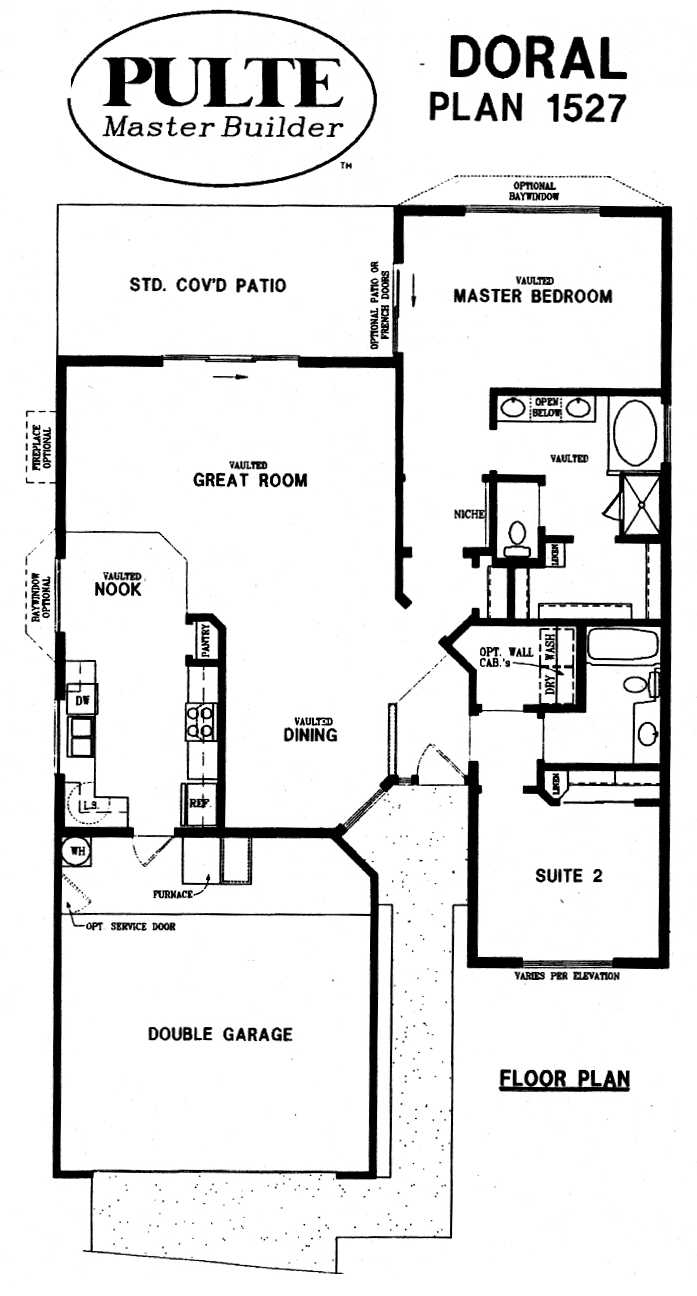 PULTE
Master Builder
TM
DORAL
PLAN 1527
OPTIONAL
BAYWINDOW
STD. COV'D PATIO
OPTIONAL PATIO OR
FRENCH DOORS
VAULTED
MASTER BEDROOM
OPEN
BELOW
VAULTED
FIREPLACE
OPTIONAL
VAULTED
GREAT ROOM
NICHE
LINEN
BAYWINDOW
OPTIONAL
VAULTED
NOOK
PANTRY
OPT. WALL
CAB.'s
DRY WASH
DW
VAULTED
DINING
L.S.
REF.
LINEN
WH
FURNACE
SUITE 2
OPT. SERVICE DOOR
VARIES PER ELEVATION
DOUBLE GARAGE
FLOOR PLAN